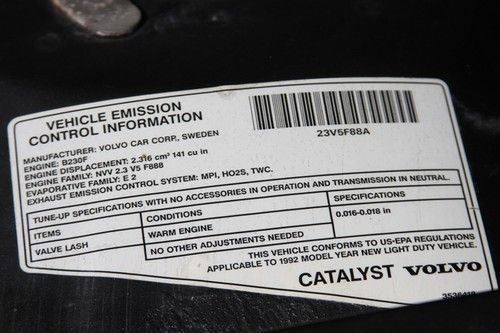 VEHICLE EMISSION
CONTROL INFORMATION
23V5F88A
MANUFACTURER: VOLVO CAR CORP., SWEDEN
ENGINE: B230F
ENGINE DISPLACEMENT: 2.316 cm³ 141 cu in
ENGINE FAMILY: NVV 2.3 V5 F888
EVAPORATIVE FAMILY: E 2
EXHAUST EMISSION CONTROL SYSTEM: MPI, HO2S, TWC.
TUNE-UP SPECIFICATIONS WITH NO ACCESSORIES IN OPERATION AND TRANSMISSION IN NEUTRAL.
ITEMS CONDITIONS SPECIFICATIONS
VALVE LASH WARM ENGINE 0.016-0.018 in
NO OTHER ADJUSTMENTS NEEDED
THIS VEHICLE CONFORMS TO US-EPA REGULATIONS
APPLICABLE TO 1992 MODEL YEAR NEW LIGHT DUTY VEHICLE.
CATALYST VOLVO